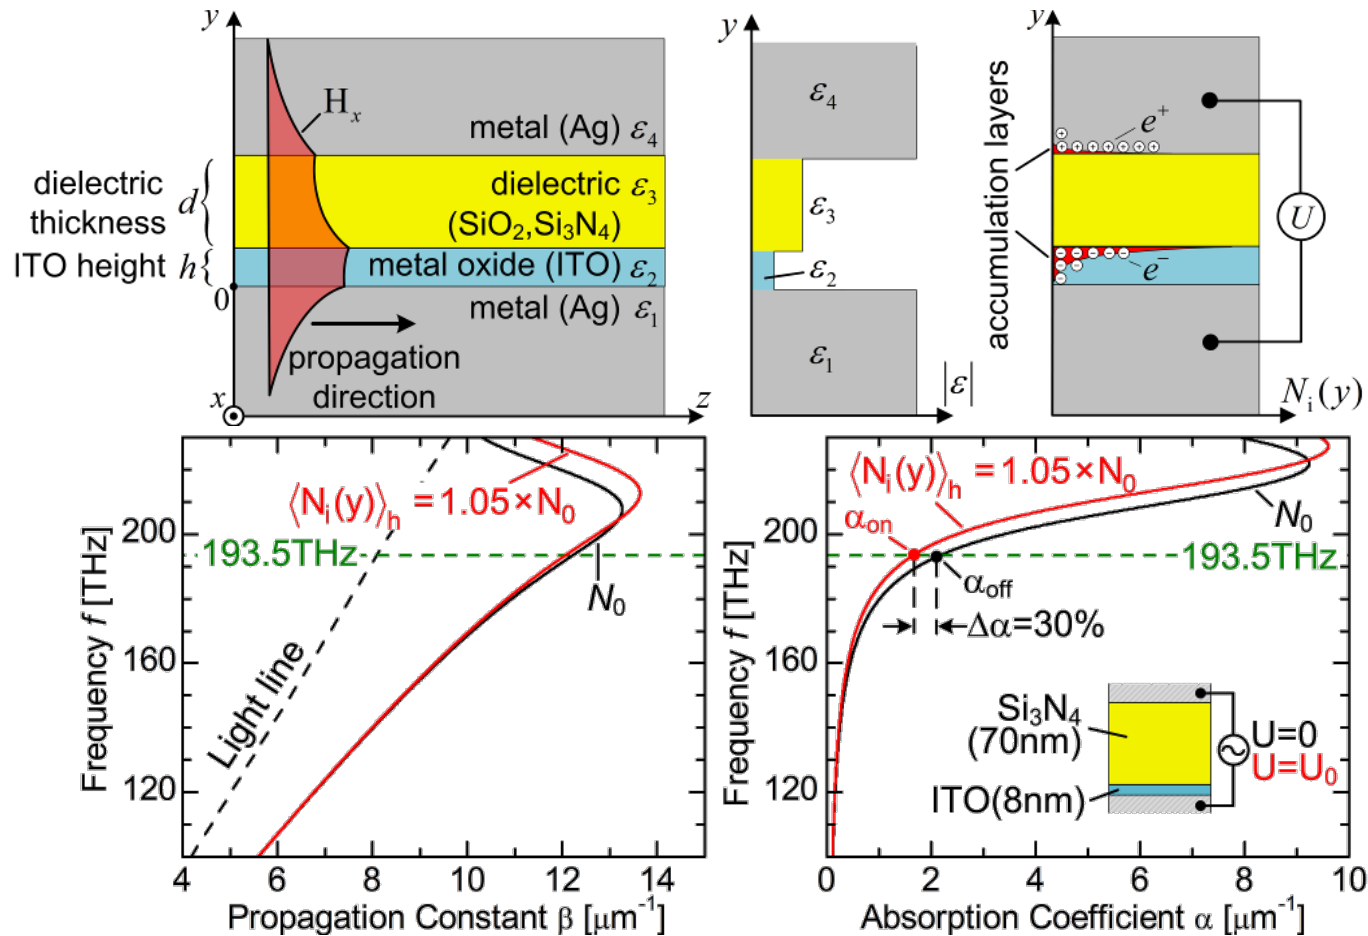 y
Hₓ
metal (Ag) ε₄
dielectric thickness d
dielectric ε₃
(SiO₂,Si₃N₄)
ITO height h
metal oxide (ITO) ε₂
0
metal (Ag) ε₁
propagation
direction
x
z
y
ε₄
ε₃
ε₂
ε₁
|ε|
y
accumulation layers
e⁺
e⁻
U
Nᵢ(y)
⟨Nᵢ(y)⟩ₕ = 1.05×N₀
193.5THz
N₀
Light line
200
160
120
Frequency f [THz]
4 6 8 10 12 14
Propagation Constant β [μm⁻¹]
⟨Nᵢ(y)⟩ₕ = 1.05×N₀
N₀
α_on
193.5THz
α_off
Δα=30%
Si₃N₄
(70nm)
U=0
U=U₀
ITO(8nm)
200
160
120
Frequency f [THz]
0 2 4 6 8 10
Absorption Coefficient α [μm⁻¹]